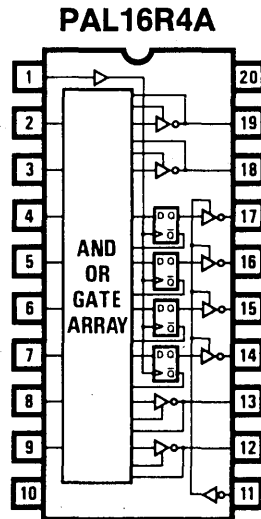 PAL16R4A
1 20
2 19
3 18
4 D Q Q̅ 17
5 D Q Q̅ 16
AND
OR
GATE
ARRAY
6 D Q Q̅ 15
7 D Q Q̅ 14
8 13
9 12
10 11